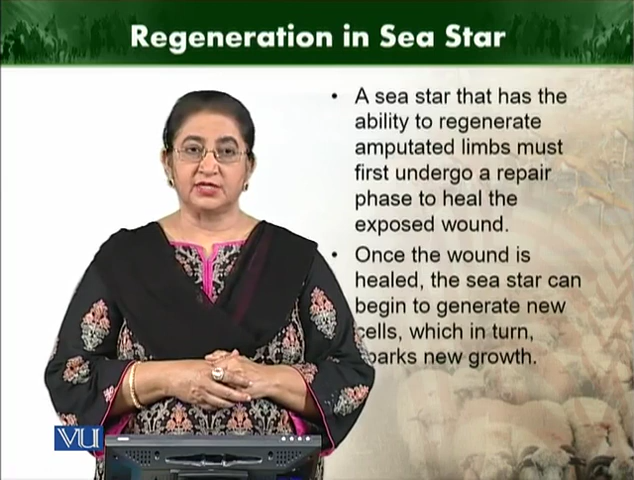 Regeneration in Sea Star
• A sea star that has the
ability to regenerate
amputated limbs must
first undergo a repair
phase to heal the
exposed wound.
• Once the wound is
healed, the sea star can
begin to generate new
cells, which in turn,
sparks new growth.
VU